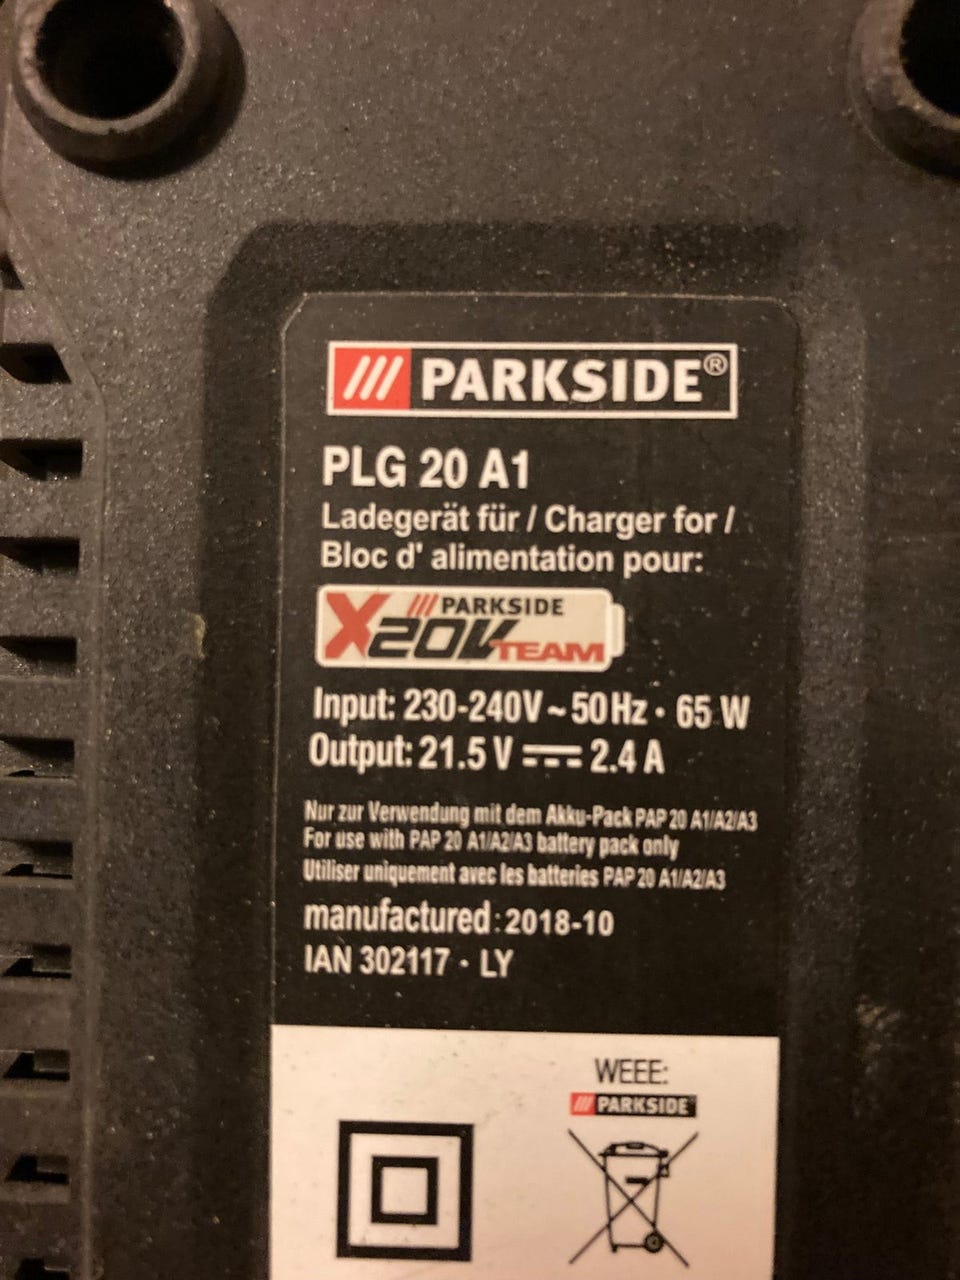 /// PARKSIDE®
PLG 20 A1
Ladegerät für / Charger for /
Bloc d' alimentation pour:
/// PARKSIDE
X20V TEAM
Input: 230-240V ~ 50Hz · 65 W
Output: 21.5 V ⎓ 2.4 A
Nur zur Verwendung mit dem Akku-Pack PAP 20 A1/A2/A3
For use with PAP 20 A1/A2/A3 battery pack only
Utiliser uniquement avec les batteries PAP 20 A1/A2/A3
manufactured: 2018-10
IAN 302117 · LY
WEEE:
/// PARKSIDE